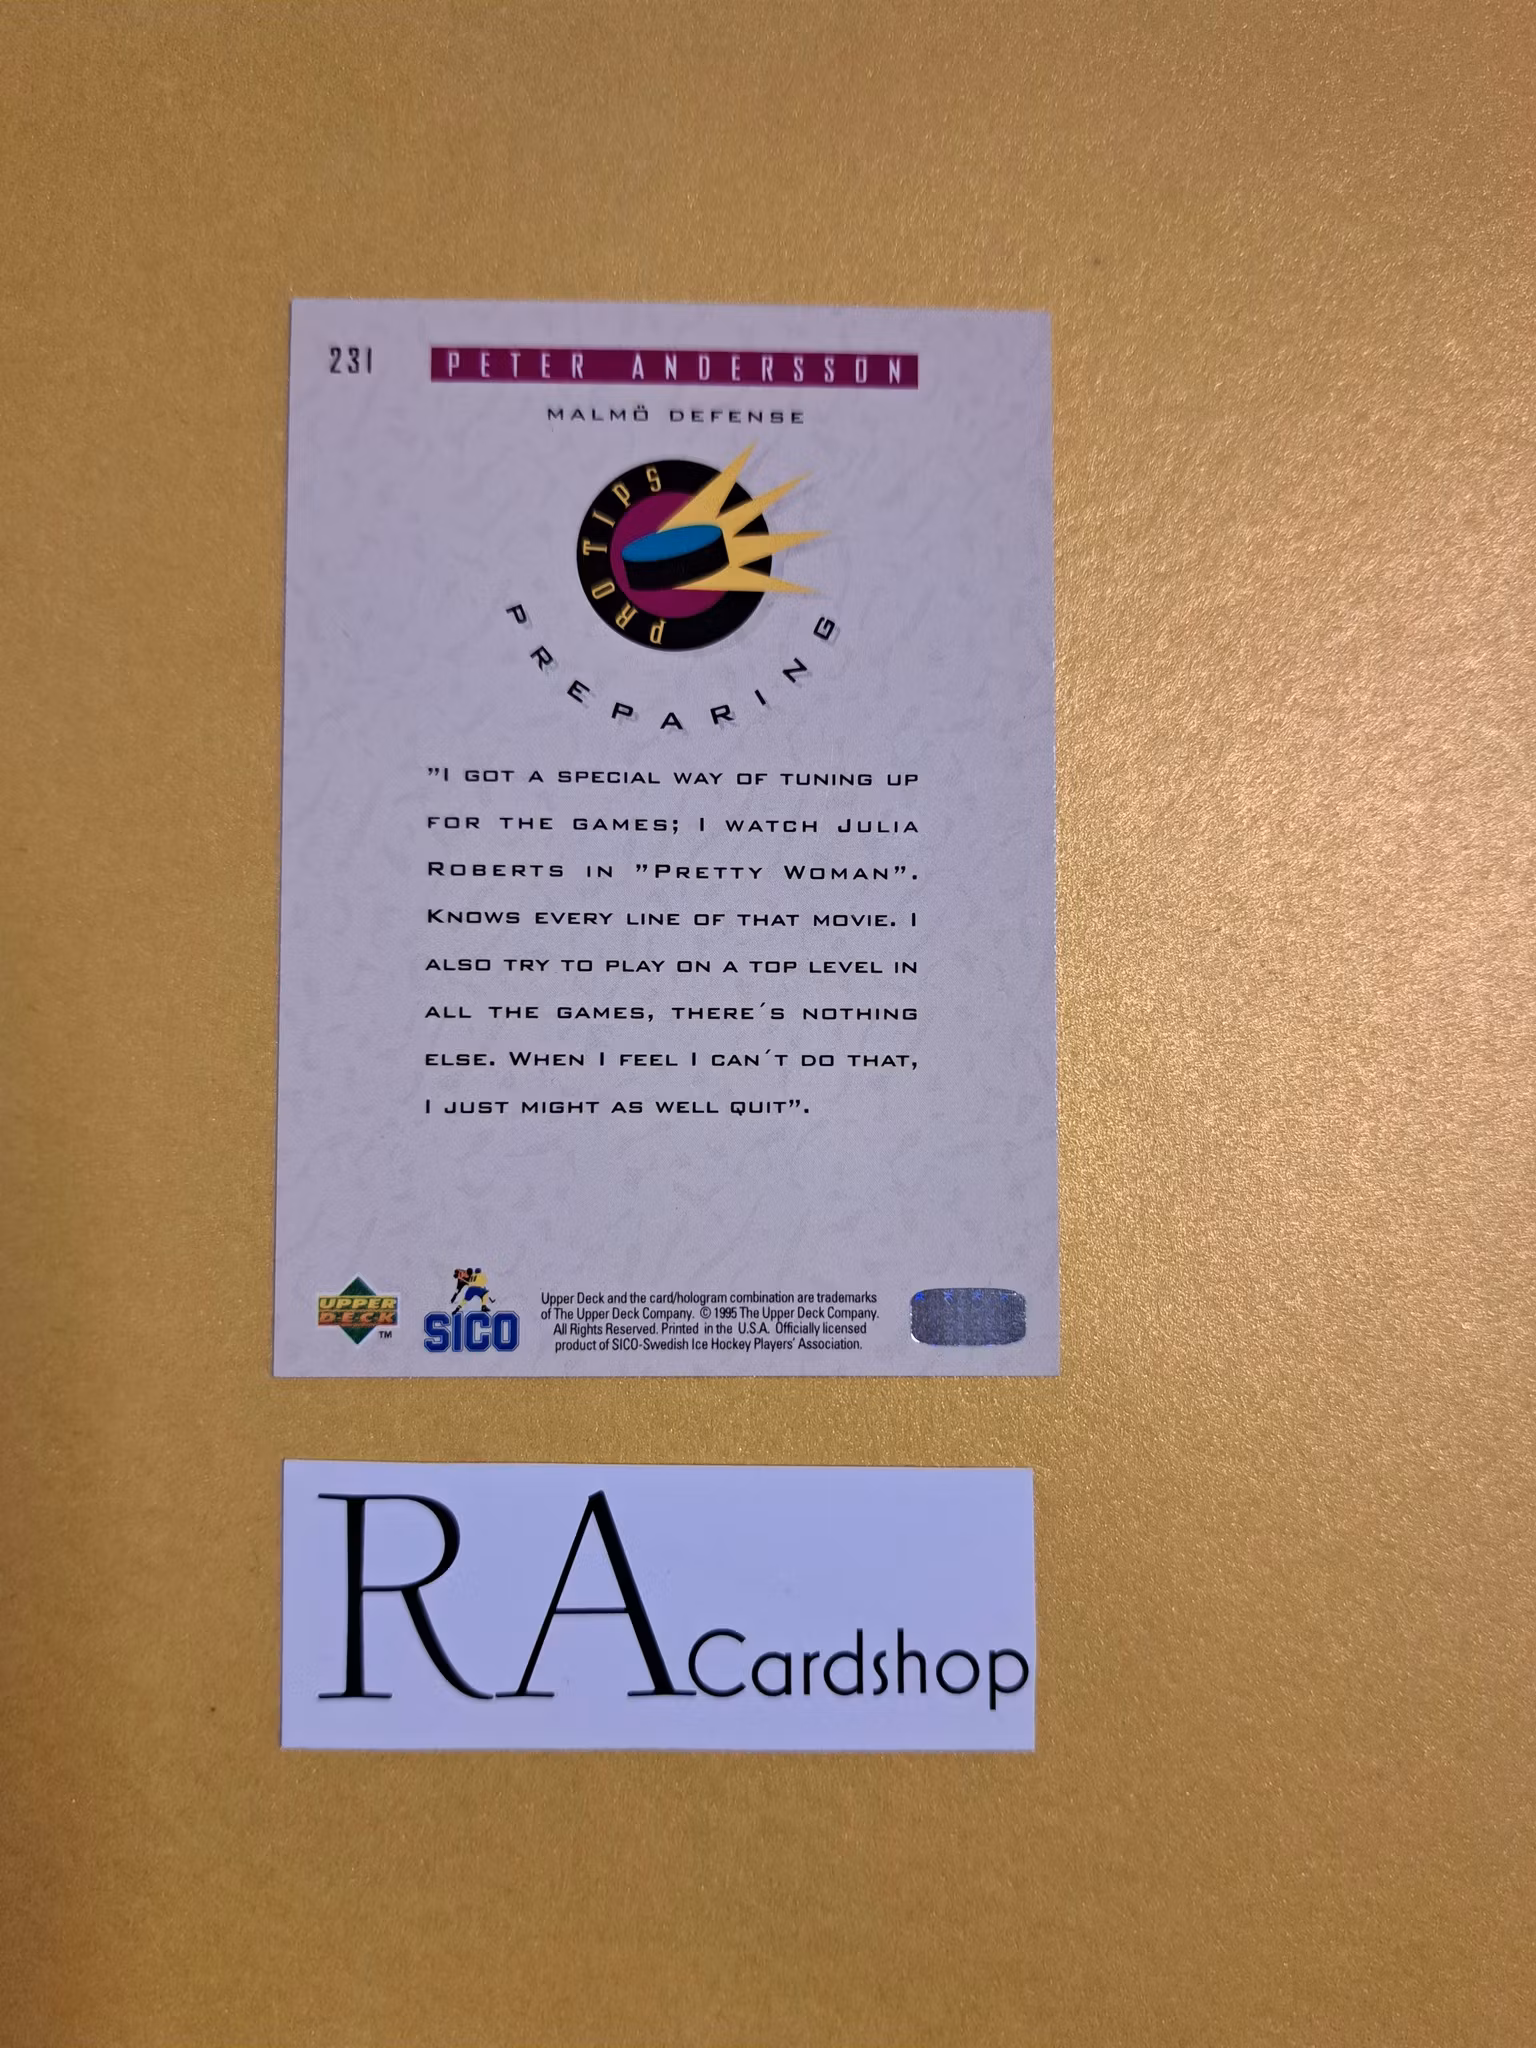 231
PETER ANDERSSON
MALMÖ DEFENSE
PRO TIPS
PREPARING
”I GOT A SPECIAL WAY OF TUNING UP
FOR THE GAMES; I WATCH JULIA
ROBERTS IN ”PRETTY WOMAN”.
KNOWS EVERY LINE OF THAT MOVIE. I
ALSO TRY TO PLAY ON A TOP LEVEL IN
ALL THE GAMES, THERE´S NOTHING
ELSE. WHEN I FEEL I CAN´T DO THAT,
I JUST MIGHT AS WELL QUIT”.
UPPER
DECK
TM
SICO
Upper Deck and the card/hologram combination are trademarks
of The Upper Deck Company. © 1995 The Upper Deck Company.
All Rights Reserved. Printed in the U.S.A. Officially licensed
product of SICO-Swedish Ice Hockey Players' Association.
RA Cardshop